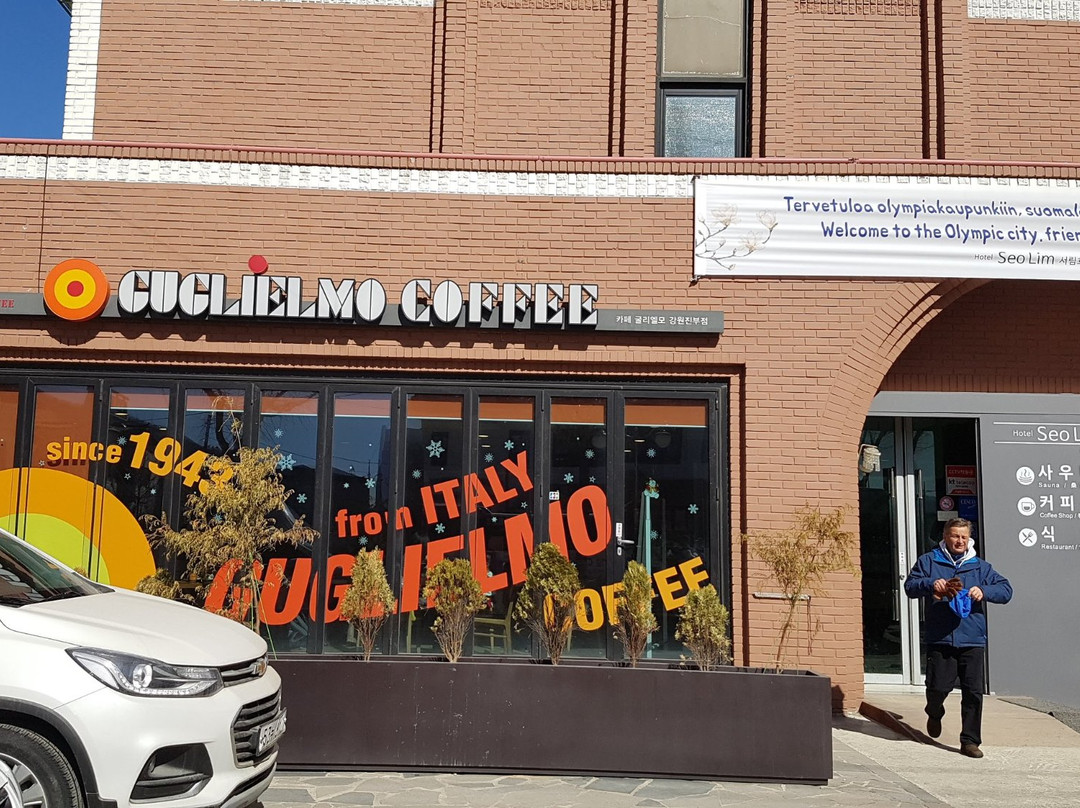 Tervetuloa olympiakaupunkiin, suomala
Welcome to the Olympic city, frien
Hotel Seo Lim 서림
GUGLIELMO COFFEE
카페 굴리엘모 강원진부점
since 1943
from ITALY
GUGLIELMO
COFFEE
Hotel Seo L
사우
Sauna /
커피
Coffee Shop /
식
Restaurant /